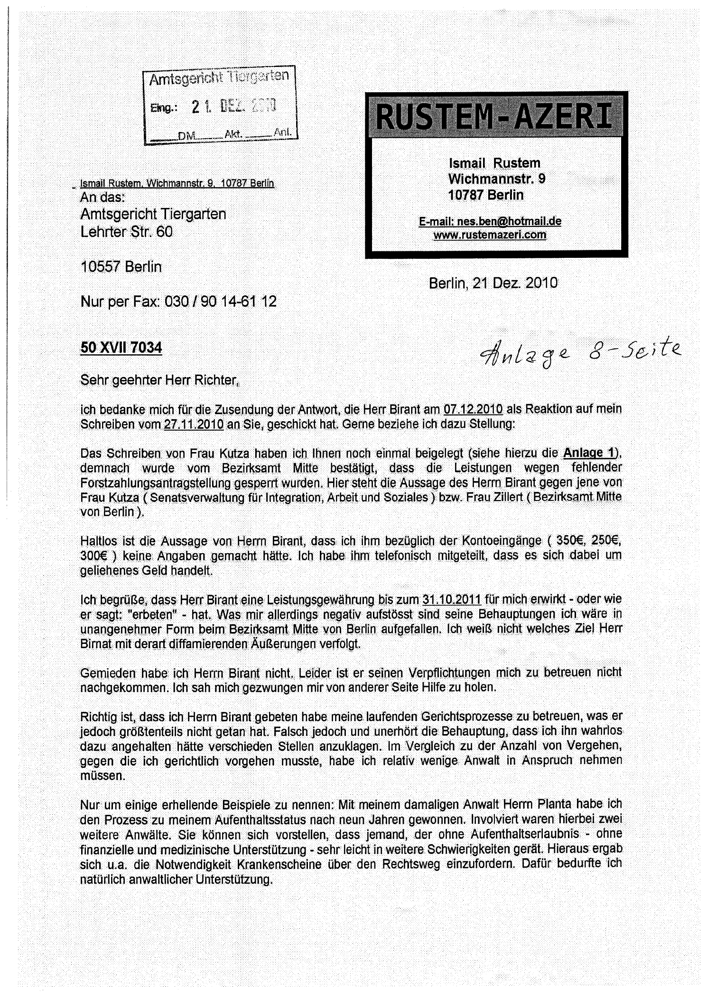 Amtsgericht Tiergarten
Eing.: 21. DEZ. 2010
DM Akt. Anl.
RUSTEM-AZERI
Ismail Rustem
Wichmannstr. 9
10787 Berlin
E-mail: nes.ben@hotmail.de
www.rustemazeri.com
Ismail Rustem, Wichmannstr. 9, 10787 Berlin
An das:
Amtsgericht Tiergarten
Lehrter Str. 60
10557 Berlin
Berlin, 21 Dez. 2010
Nur per Fax: 030 / 90 14-61 12
50 XVII 7034
Anlage 8-Seite
Sehr geehrter Herr Richter,
ich bedanke mich für die Zusendung der Antwort, die Herr Birant am 07.12.2010 als Reaktion auf mein
Schreiben vom 27.11.2010 an Sie, geschickt hat. Gerne beziehe ich dazu Stellung:
Das Schreiben von Frau Kutza haben ich Ihnen noch einmal beigelegt (siehe hierzu die Anlage 1),
demnach wurde vom Bezirksamt Mitte bestätigt, dass die Leistungen wegen fehlender
Forstzahlungsantragstellung gesperrt wurden. Hier steht die Aussage des Herrn Birant gegen jene von
Frau Kutza ( Senatsverwaltung für Integration, Arbeit und Soziales ) bzw. Frau Zillert ( Bezirksamt Mitte
von Berlin ).
Haltlos ist die Aussage von Herrn Birant, dass ich ihm bezüglich der Kontoeingänge ( 350€, 250€,
300€ ) keine Angaben gemacht hätte. Ich habe ihm telefonisch mitgeteilt, dass es sich dabei um
geliehenes Geld handelt.
Ich begrüße, dass Herr Birant eine Leistungsgewährung bis zum 31.10.2011 für mich erwirkt - oder wie
er sagt: "erbeten" - hat. Was mir allerdings negativ aufstösst sind seine Behauptungen ich wäre in
unangenehmer Form beim Bezirksamt Mitte von Berlin aufgefallen. Ich weiß nicht welches Ziel Herr
Birnat mit derart diffamierenden Äußerungen verfolgt.
Gemieden habe ich Herrn Birant nicht. Leider ist er seinen Verpflichtungen mich zu betreuen nicht
nachgekommen. Ich sah mich gezwungen mir von anderer Seite Hilfe zu holen.
Richtig ist, dass ich Herrn Birant gebeten habe meine laufenden Gerichtsprozesse zu betreuen, was er
jedoch größtenteils nicht getan hat. Falsch jedoch und unerhört die Behauptung, dass ich ihn wahrlos
dazu angehalten hätte verschieden Stellen anzuklagen. Im Vergleich zu der Anzahl von Vergehen,
gegen die ich gerichtlich vorgehen musste, habe ich relativ wenige Anwalt in Anspruch nehmen
müssen.
Nur um einige erhellende Beispiele zu nennen: Mit meinem damaligen Anwalt Herrn Planta habe ich
den Prozess zu meinem Aufenthaltsstatus nach neun Jahren gewonnen. Involviert waren hierbei zwei
weitere Anwälte. Sie können sich vorstellen, dass jemand, der ohne Aufenthaltserlaubnis - ohne
finanzielle und medizinische Unterstützung - sehr leicht in weitere Schwierigkeiten gerät. Hieraus ergab
sich u.a. die Notwendigkeit Krankenscheine über den Rechtsweg einzufordern. Dafür bedurfte ich
natürlich anwaltlicher Unterstützung.